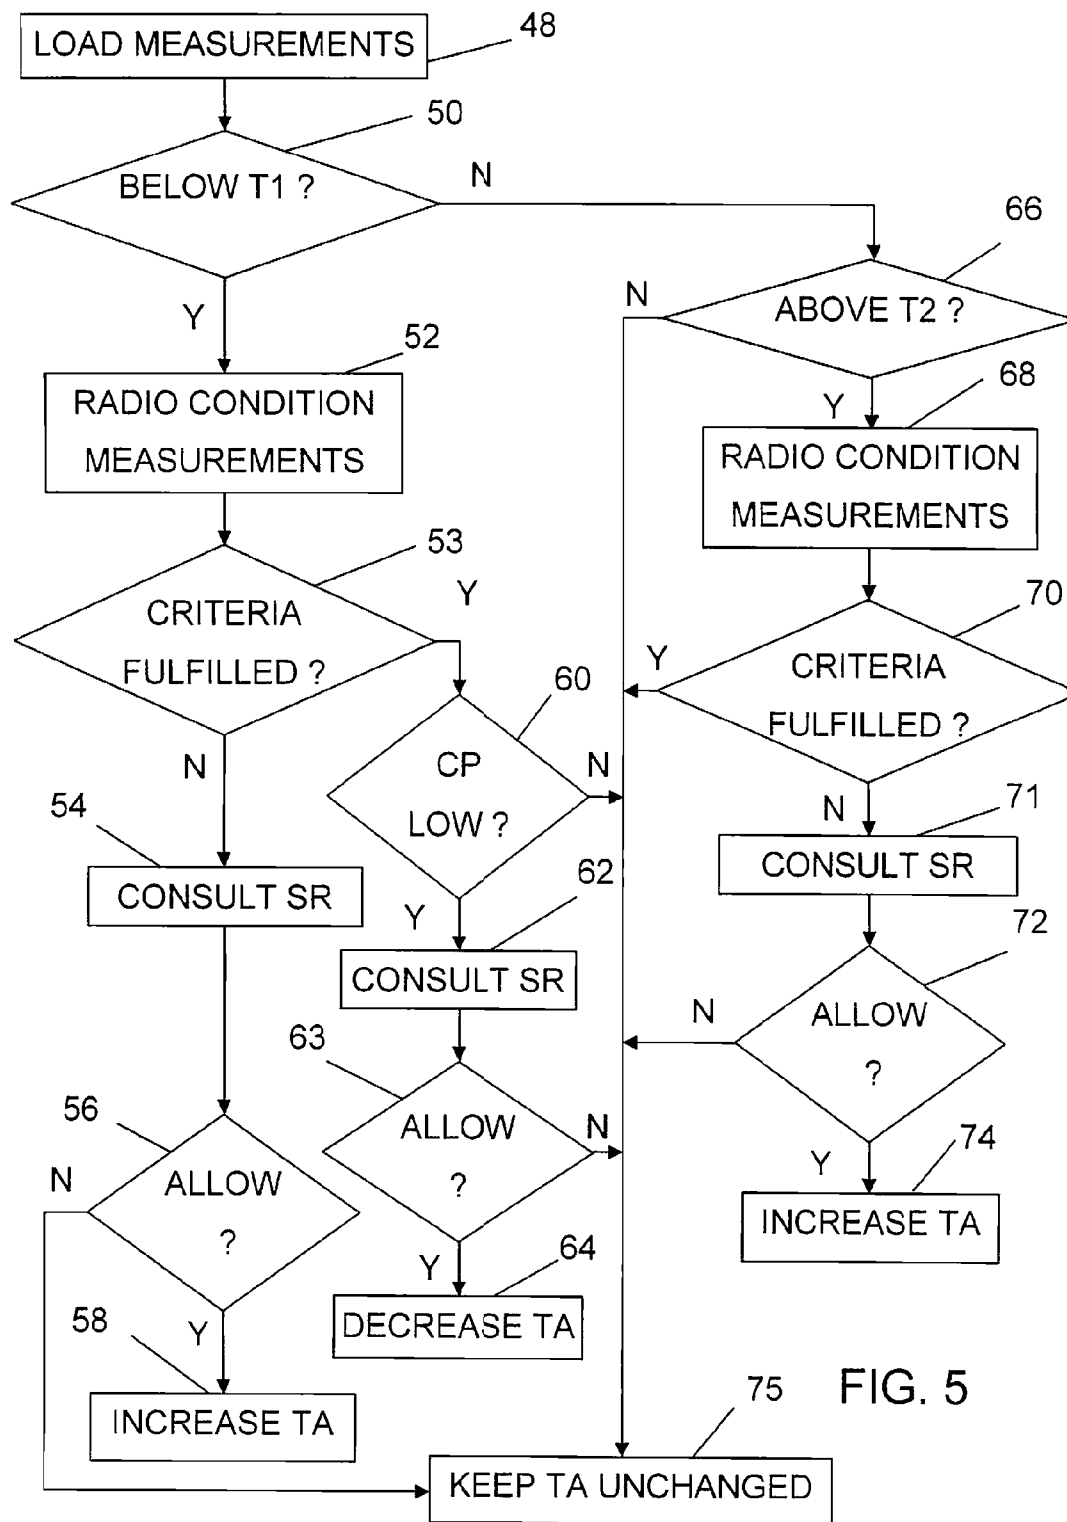 LOAD MEASUREMENTS
48
50
BELOW T1 ?
N
66
ABOVE T2 ?
N
Y
Y
52
RADIO CONDITION
MEASUREMENTS
68
RADIO CONDITION
MEASUREMENTS
53
CRITERIA
FULFILLED ?
Y
N
70
CRITERIA
FULFILLED ?
Y
N
60
CP
LOW ?
N
Y
54
CONSULT SR
71
CONSULT SR
62
CONSULT SR
72
ALLOW
?
N
Y
63
ALLOW
?
N
Y
56
ALLOW
?
N
Y
74
INCREASE TA
64
DECREASE TA
58
INCREASE TA
75
KEEP TA UNCHANGED
FIG. 5